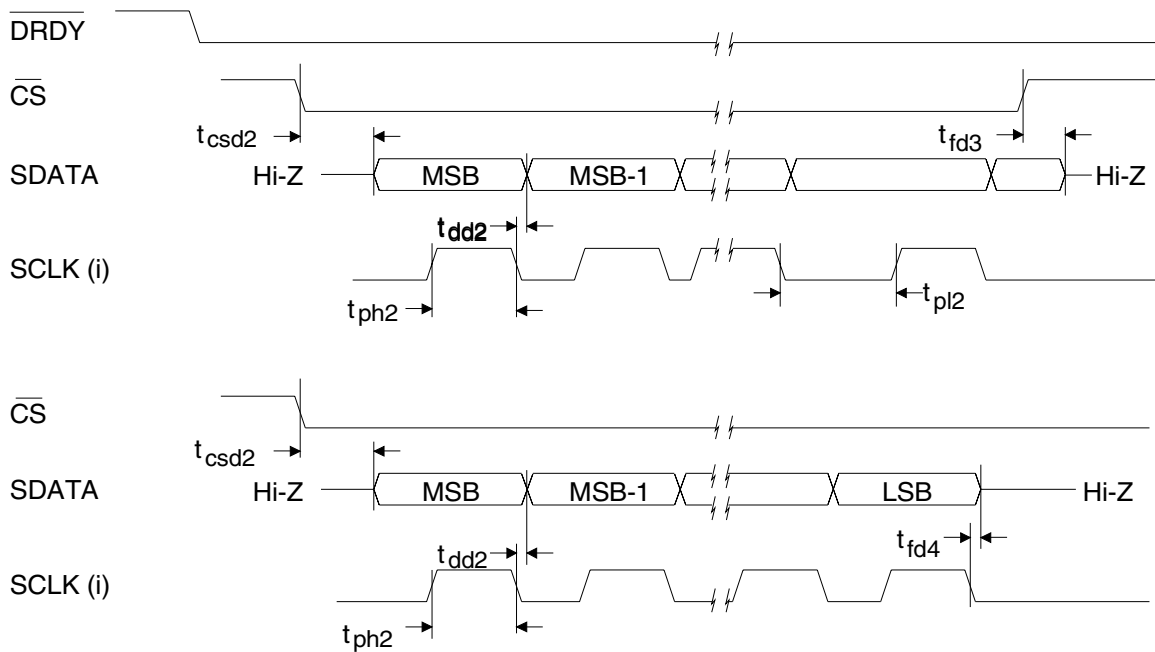 DRDY
CS
t csd2
t fd3
SDATA Hi-Z MSB MSB-1 Hi-Z
t dd2
SCLK (i)
t ph2
t pl2
CS
t csd2
SDATA Hi-Z MSB MSB-1 LSB Hi-Z
t dd2
t fd4
SCLK (i)
t ph2